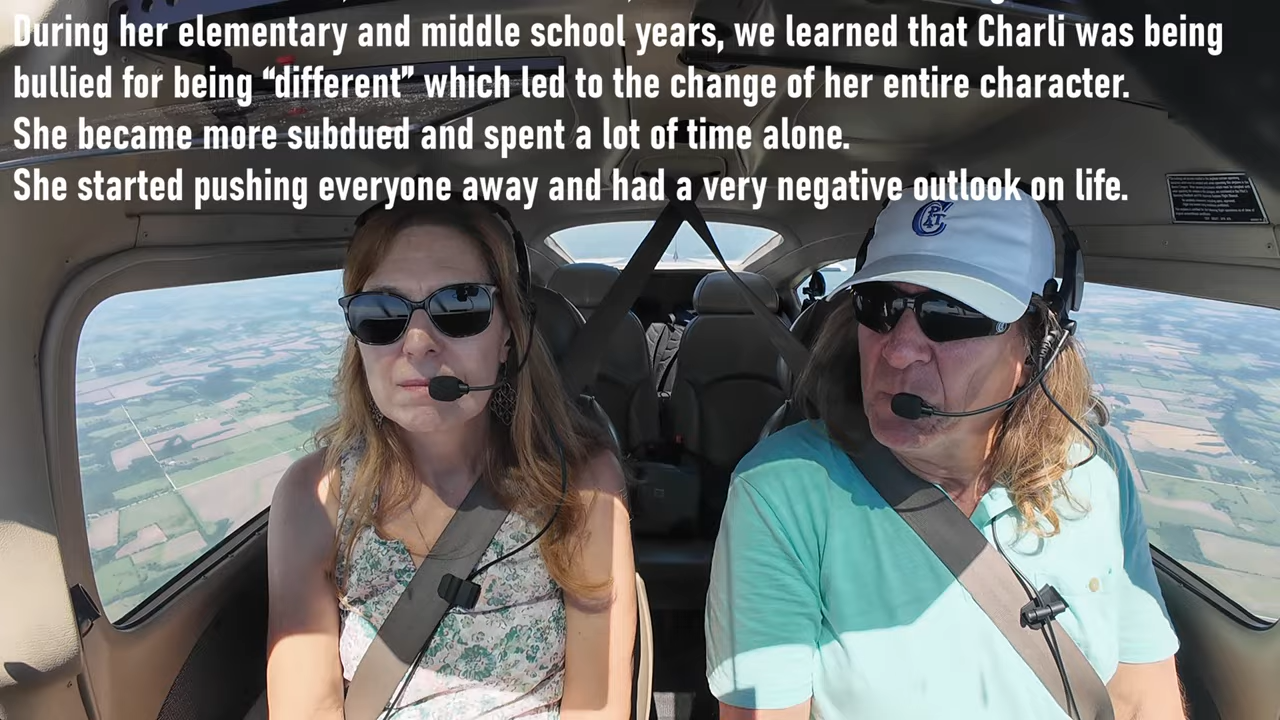 During her elementary and middle school years, we learned that Charli was being
bullied for being “different” which led to the change of her entire character.
She became more subdued and spent a lot of time alone.
She started pushing everyone away and had a very negative outlook on life.